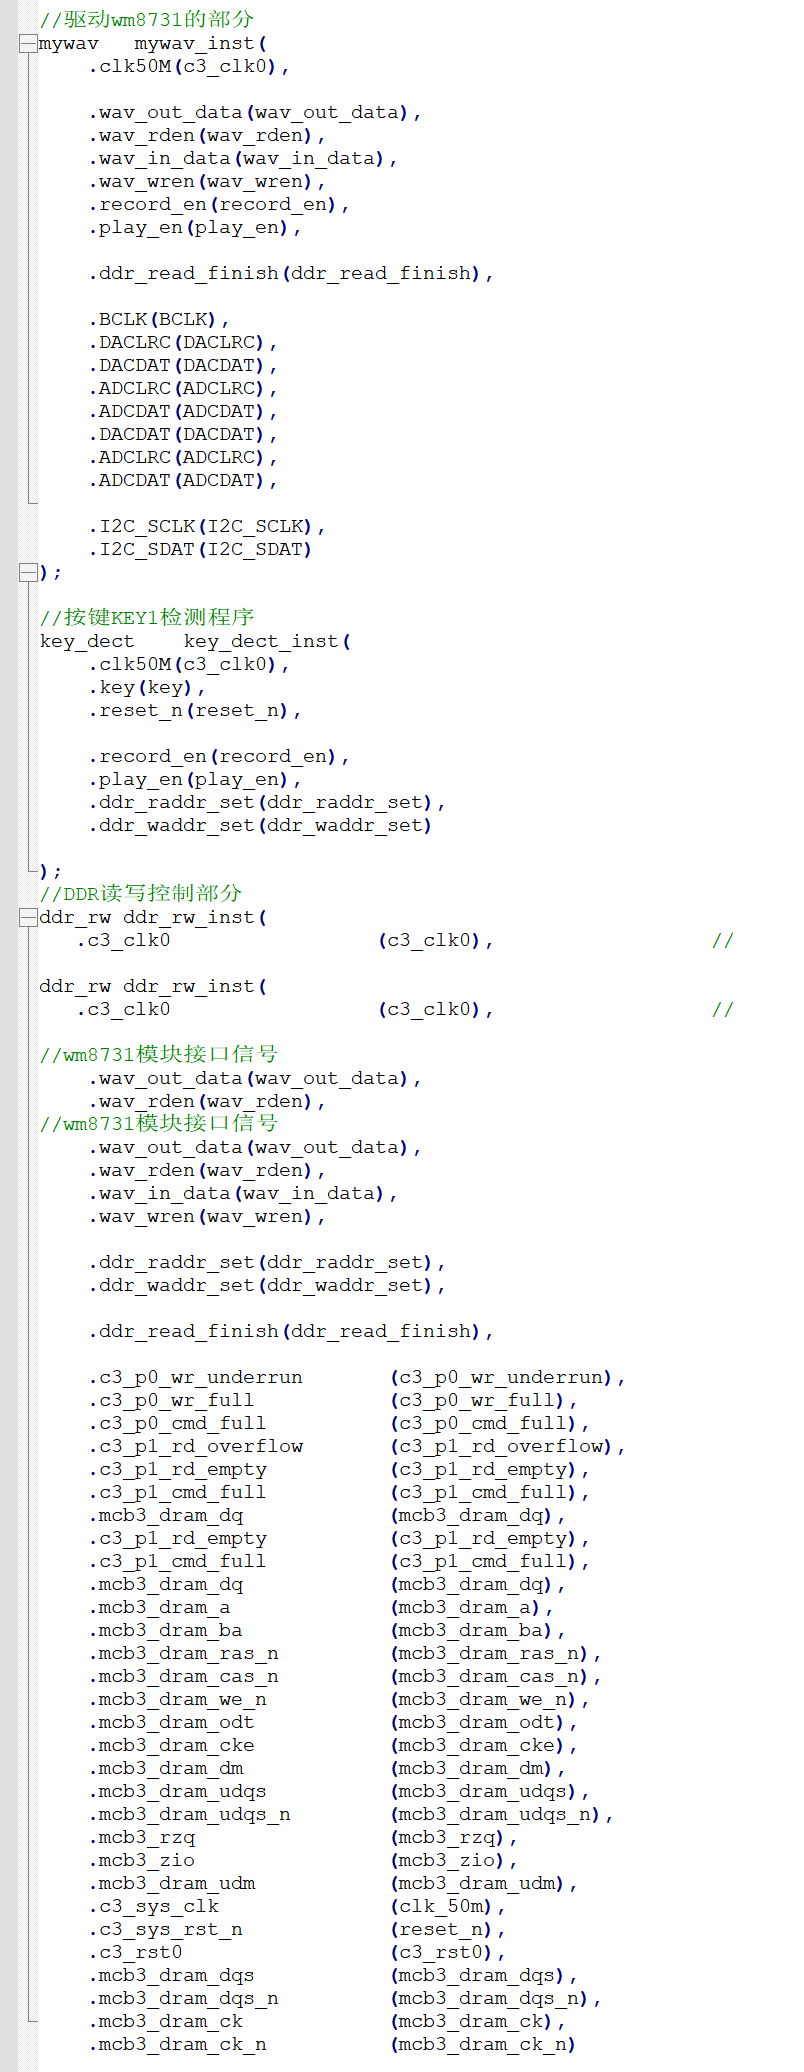 //驱动wm8731的部分
mywav   mywav_inst(
    .clk50M(c3_clk0),
    .wav_out_data(wav_out_data),
    .wav_rden(wav_rden),
    .wav_in_data(wav_in_data),
    .wav_wren(wav_wren),
    .record_en(record_en),
    .play_en(play_en),
    .ddr_read_finish(ddr_read_finish),
    .BCLK(BCLK),
    .DACLRC(DACLRC),
    .DACDAT(DACDAT),
    .ADCLRC(ADCLRC),
    .ADCDAT(ADCDAT),
    .DACDAT(DACDAT),
    .ADCLRC(ADCLRC),
    .ADCDAT(ADCDAT),
    .I2C_SCLK(I2C_SCLK),
    .I2C_SDAT(I2C_SDAT)
);
//按键KEY1检测程序
key_dect    key_dect_inst(
    .clk50M(c3_clk0),
    .key(key),
    .reset_n(reset_n),
    .record_en(record_en),
    .play_en(play_en),
    .ddr_raddr_set(ddr_raddr_set),
    .ddr_waddr_set(ddr_waddr_set)
);
//DDR读写控制部分
ddr_rw ddr_rw_inst(
   .c3_clk0                 (c3_clk0),                  //
ddr_rw ddr_rw_inst(
   .c3_clk0                 (c3_clk0),                  //
//wm8731模块接口信号
    .wav_out_data(wav_out_data),
    .wav_rden(wav_rden),
//wm8731模块接口信号
    .wav_out_data(wav_out_data),
    .wav_rden(wav_rden),
    .wav_in_data(wav_in_data),
    .wav_wren(wav_wren),
    .ddr_raddr_set(ddr_raddr_set),
    .ddr_waddr_set(ddr_waddr_set),
    .ddr_read_finish(ddr_read_finish),
    .c3_p0_wr_underrun       (c3_p0_wr_underrun),
    .c3_p0_wr_full           (c3_p0_wr_full),
    .c3_p0_cmd_full          (c3_p0_cmd_full),
    .c3_p1_rd_overflow       (c3_p1_rd_overflow),
    .c3_p1_rd_empty          (c3_p1_rd_empty),
    .c3_p1_cmd_full          (c3_p1_cmd_full),
    .mcb3_dram_dq            (mcb3_dram_dq),
    .c3_p1_rd_empty          (c3_p1_rd_empty),
    .c3_p1_cmd_full          (c3_p1_cmd_full),
    .mcb3_dram_dq            (mcb3_dram_dq),
    .mcb3_dram_a             (mcb3_dram_a),
    .mcb3_dram_ba            (mcb3_dram_ba),
    .mcb3_dram_ras_n         (mcb3_dram_ras_n),
    .mcb3_dram_cas_n         (mcb3_dram_cas_n),
    .mcb3_dram_we_n          (mcb3_dram_we_n),
    .mcb3_dram_odt           (mcb3_dram_odt),
    .mcb3_dram_cke           (mcb3_dram_cke),
    .mcb3_dram_dm            (mcb3_dram_dm),
    .mcb3_dram_udqs          (mcb3_dram_udqs),
    .mcb3_dram_udqs_n        (mcb3_dram_udqs_n),
    .mcb3_rzq                (mcb3_rzq),
    .mcb3_zio                (mcb3_zio),
    .mcb3_dram_udm           (mcb3_dram_udm),
    .c3_sys_clk              (clk_50m),
    .c3_sys_rst_n            (reset_n),
    .c3_rst0                 (c3_rst0),
    .mcb3_dram_dqs           (mcb3_dram_dqs),
    .mcb3_dram_dqs_n         (mcb3_dram_dqs_n),
    .mcb3_dram_ck            (mcb3_dram_ck),
    .mcb3_dram_ck_n          (mcb3_dram_ck_n)